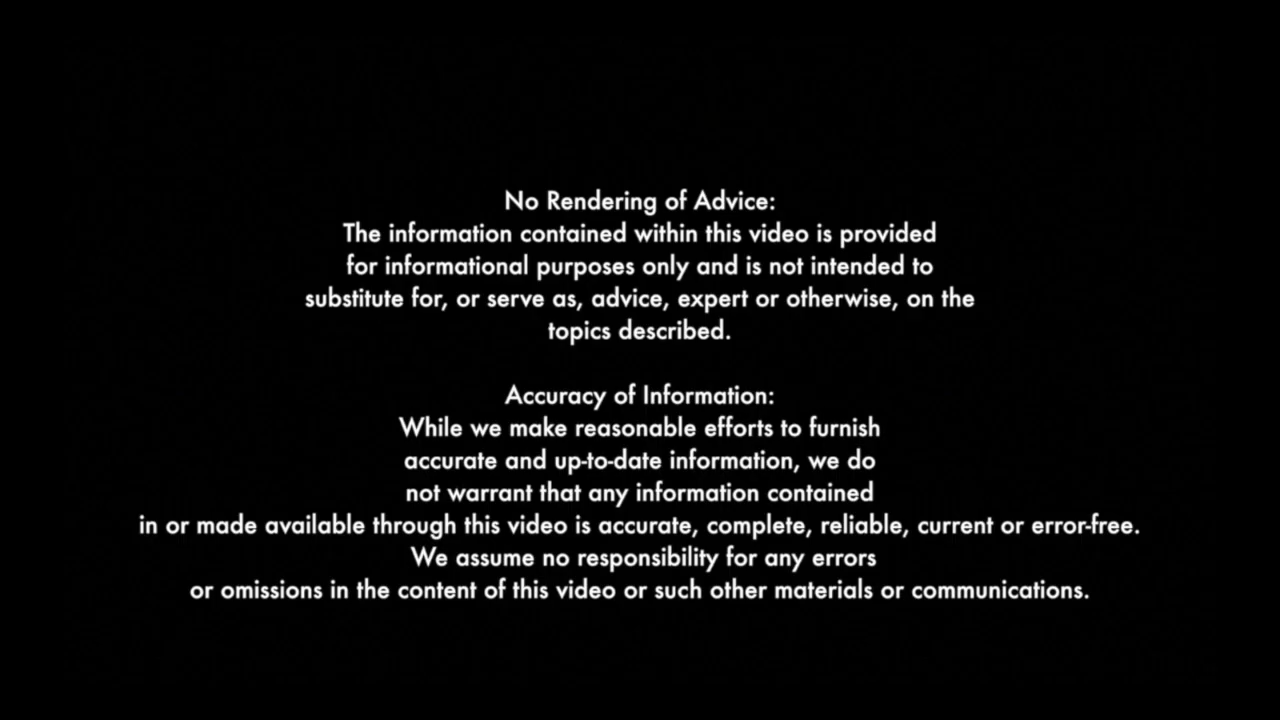 No Rendering of Advice:
The information contained within this video is provided
for informational purposes only and is not intended to
substitute for, or serve as, advice, expert or otherwise, on the
topics described.
Accuracy of Information:
While we make reasonable efforts to furnish
accurate and up-to-date information, we do
not warrant that any information contained
in or made available through this video is accurate, complete, reliable, current or error-free.
We assume no responsibility for any errors
or omissions in the content of this video or such other materials or communications.